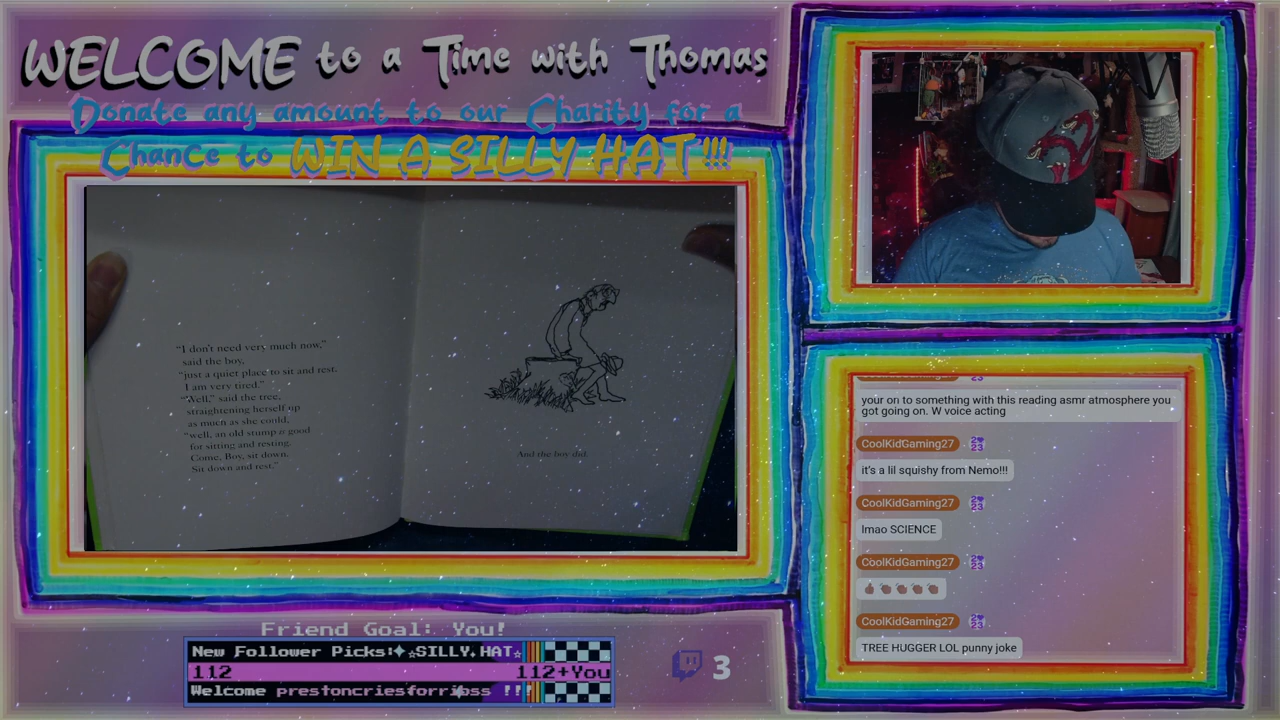 WELCOME to a Time with Thomas
Donate any amount to our Charity for a
Chance to WIN A SILLY HAT!!!
"I don't need very much now,"
said the boy,
"just a quiet place to sit and rest.
I am very tired."
"Well," said the tree,
straightening herself up
as much as she could,
"well, an old stump is good
for sitting and resting.
Come, Boy, sit down.
Sit down and rest."
And the boy did.
23
your on to something with this reading asmr atmosphere you
got going on. W voice acting
CoolKidGaming27
it's a lil squishy from Nemo!!!
CoolKidGaming27
lmao SCIENCE
CoolKidGaming27
CoolKidGaming27
TREE HUGGER LOL punny joke
Friend Goal: You!
New Follower Picks:✦☆SILLY HAT☆
112 112+You
Welcome prestoncriesforriposs !!!
3